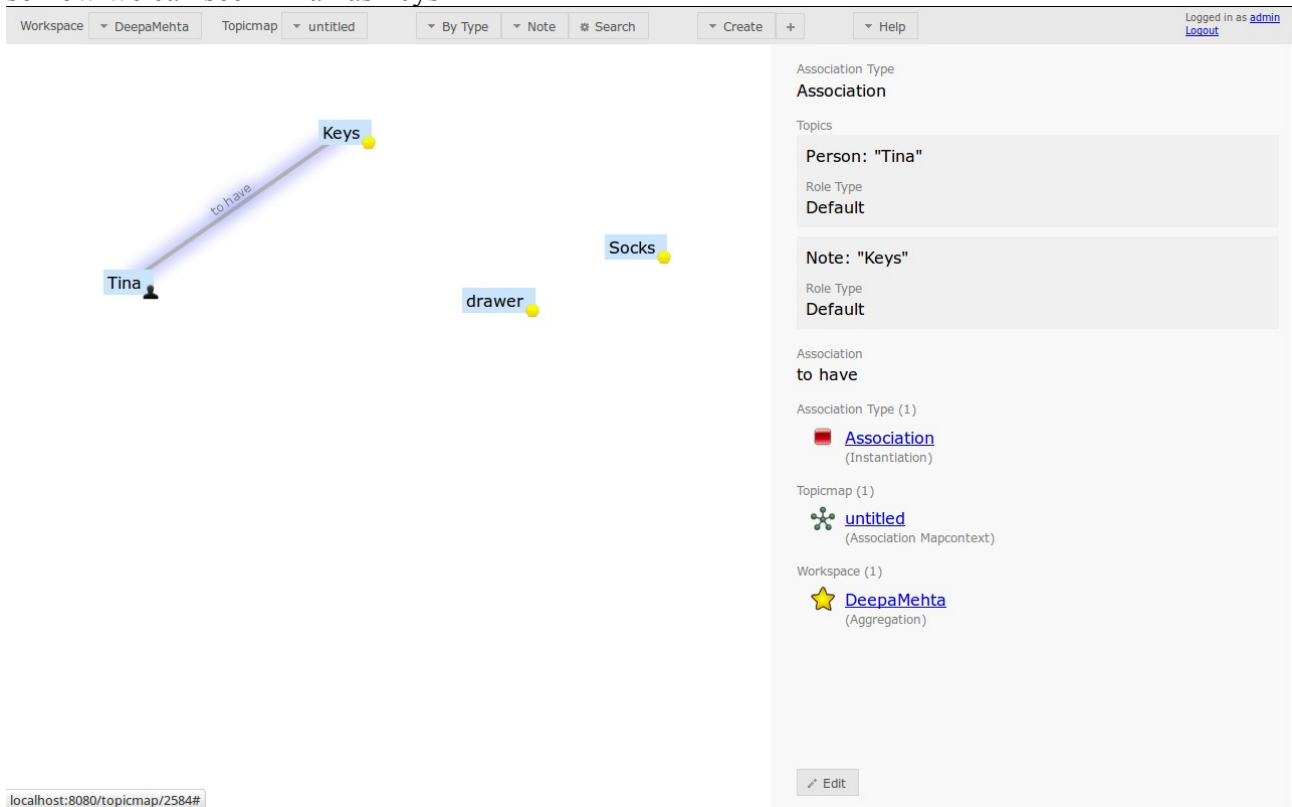 Workspace DeepaMehta Topicmap untitled By Type Note Search Create + Help Logged in as admin
Logout
Keys
to have
Tina
Socks
drawer
Association Type
Association
Topics
Person: "Tina"
Role Type
Default
Note: "Keys"
Role Type
Default
Association
to have
Association Type (1)
Association
(Instantiation)
Topicmap (1)
untitled
(Association Mapcontext)
Workspace (1)
DeepaMehta
(Aggregation)
Edit
localhost:8080/topicmap/2584#